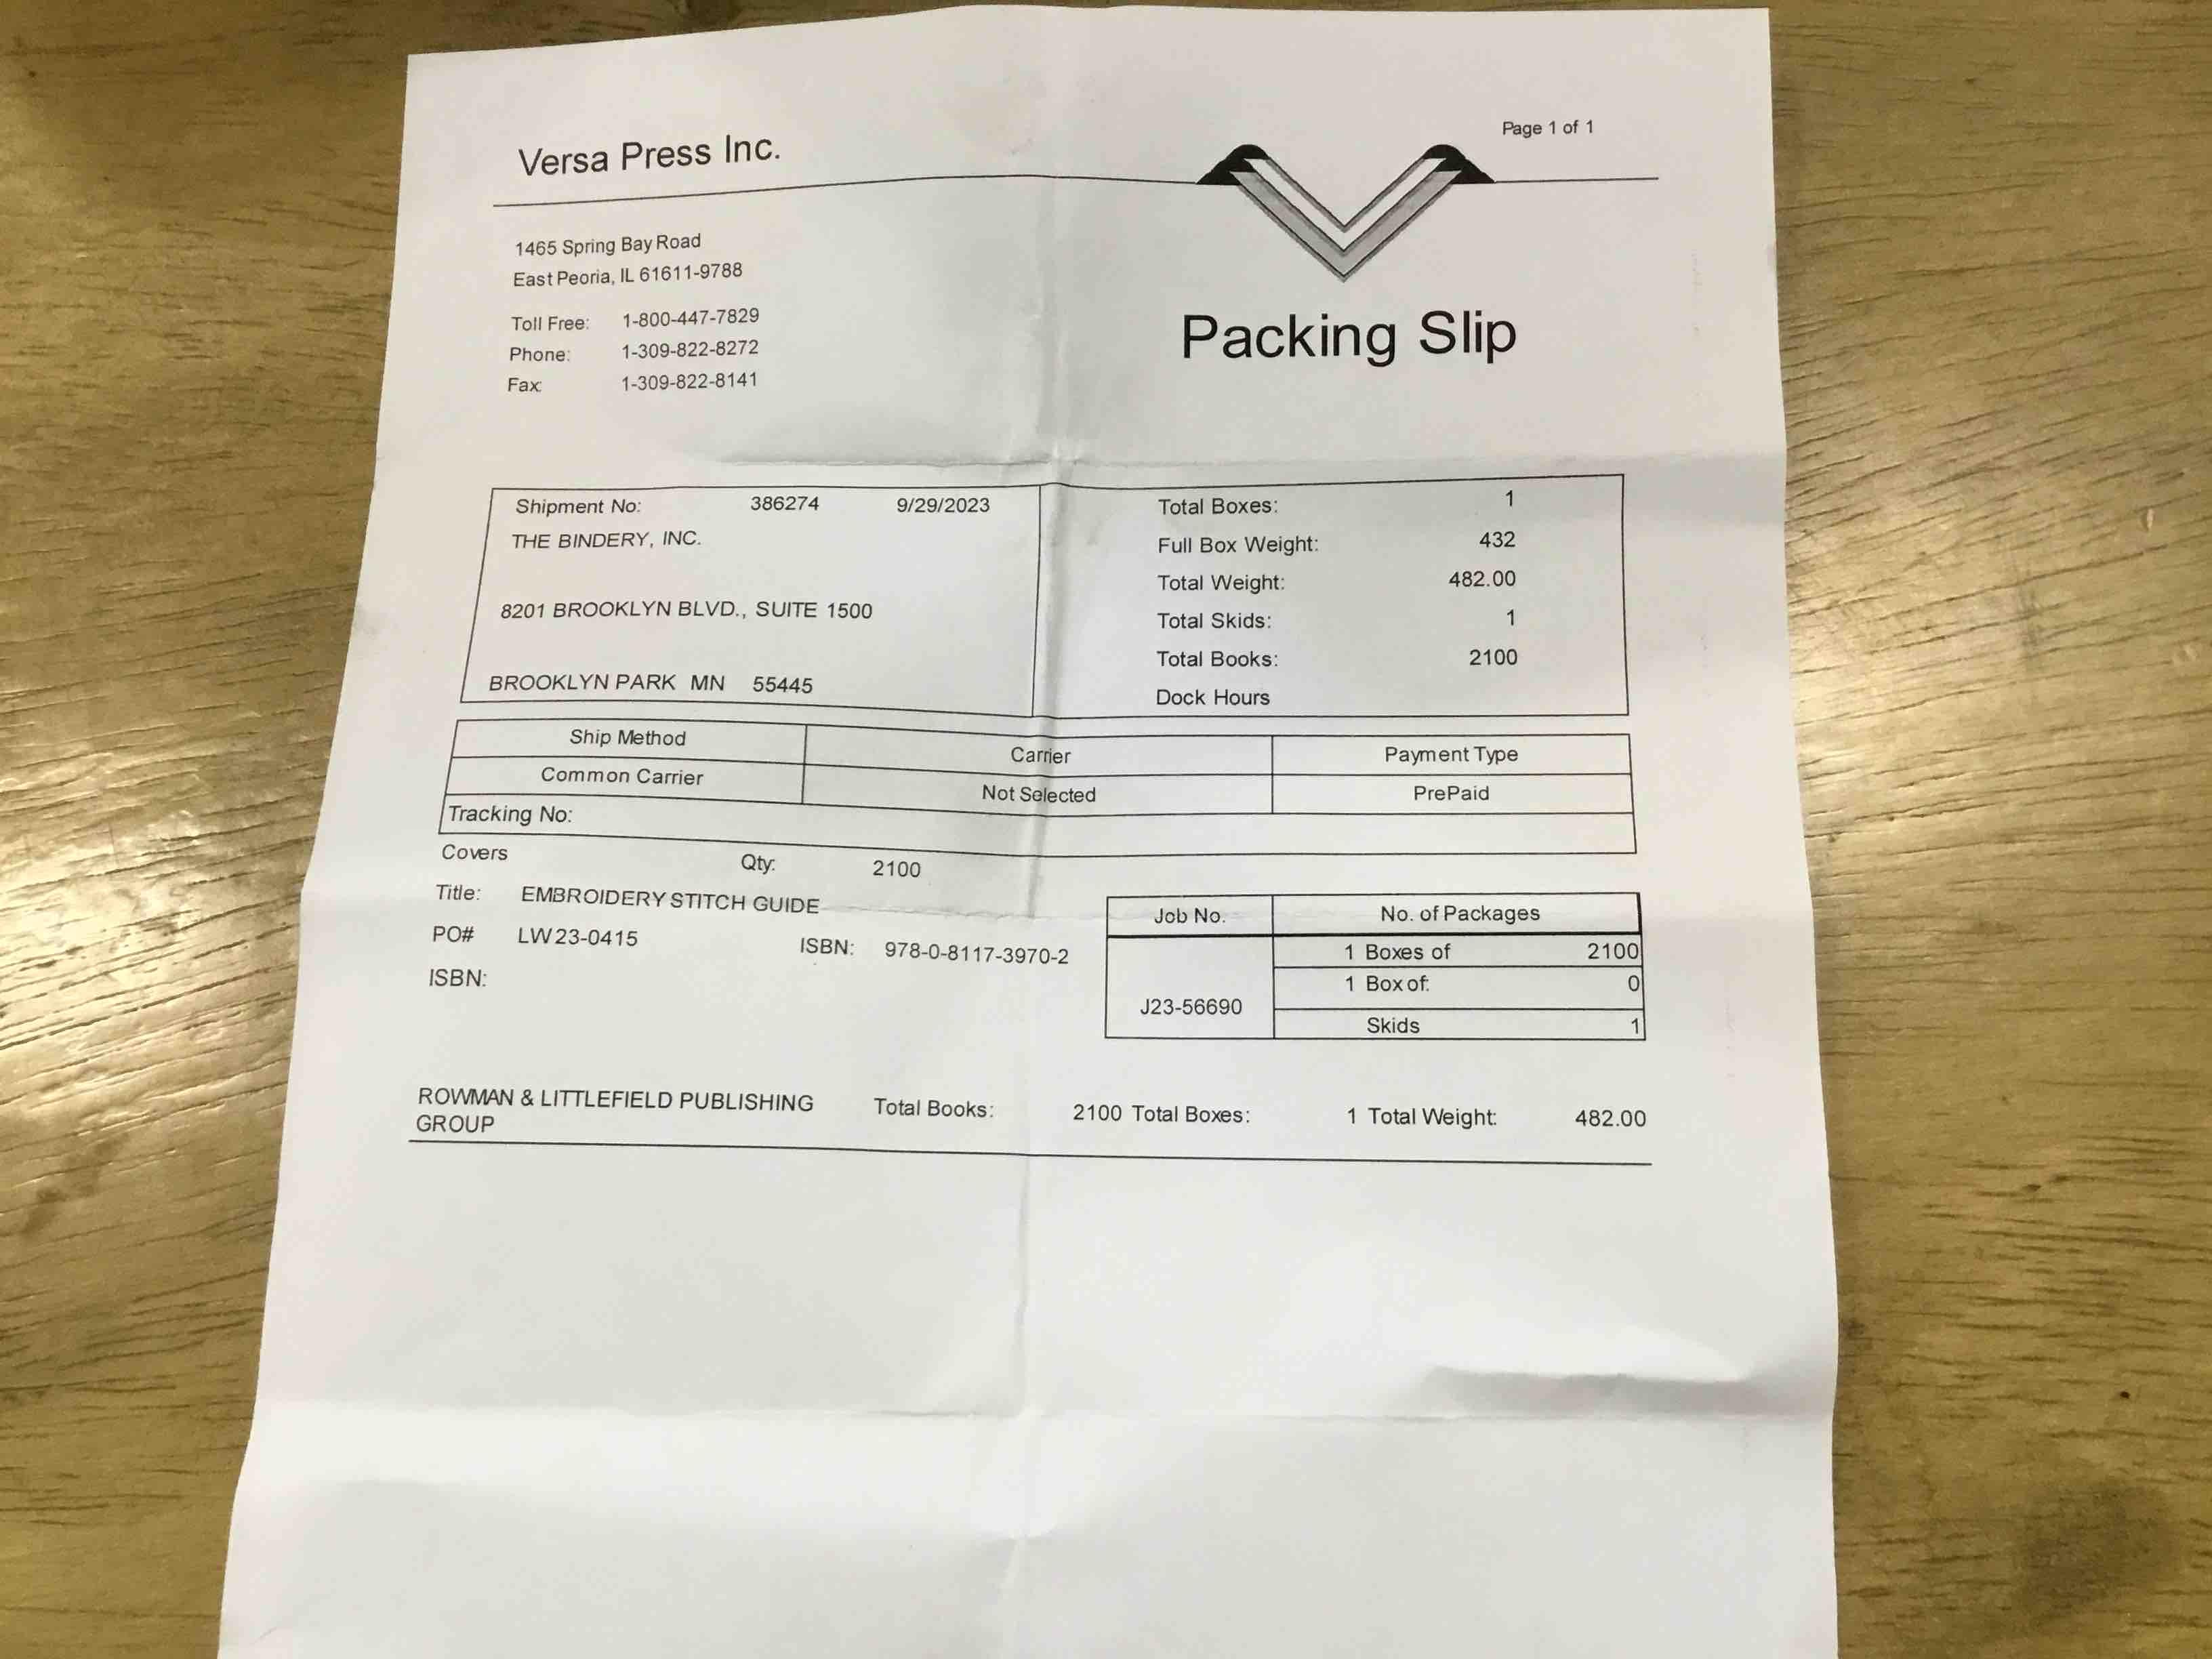 Page 1 of 1
Versa Press Inc.
1465 Spring Bay Road
East Peoria, IL 61611-9788
Toll Free: 1-800-447-7829
Phone: 1-309-822-8272
Fax: 1-309-822-8141
Packing Slip
Shipment No: 386274 9/29/2023
THE BINDERY, INC.
8201 BROOKLYN BLVD., SUITE 1500
BROOKLYN PARK MN 55445
Total Boxes: 1
Full Box Weight: 432
Total Weight: 482.00
Total Skids: 1
Total Books: 2100
Dock Hours
Ship Method Carrier Payment Type
Common Carrier Not Selected PrePaid
Tracking No:
Covers Qty: 2100
Title: EMBROIDERY STITCH GUIDE
PO# LW23-0415 ISBN: 978-0-8117-3970-2
ISBN:
Job No. No. of Packages
1 Boxes of 2100
1 Box of: 0
J23-56690
Skids 1
ROWMAN & LITTLEFIELD PUBLISHING
GROUP
Total Books: 2100 Total Boxes: 1 Total Weight: 482.00